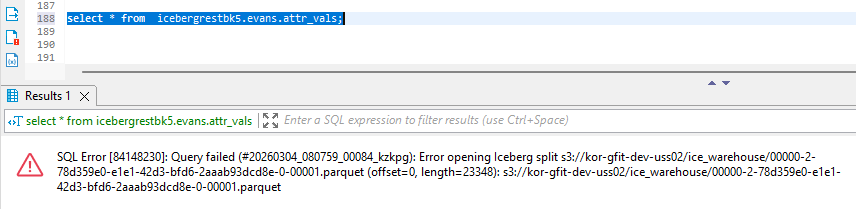 187
188 select * from icebergrestbk5.evans.attr_vals;
189
190
191
Results 1
select * from icebergrestbk5.evans.attr_vals Enter a SQL expression to filter results (use Ctrl+Space)
SQL Error [84148230]: Query failed (#20260304_080759_00084_kzkpg): Error opening Iceberg split s3://kor-gfit-dev-uss02/ice_warehouse/00000-2-
78d359e0-e1e1-42d3-bfd6-2aaab93dcd8e-0-00001.parquet (offset=0, length=23348): s3://kor-gfit-dev-uss02/ice_warehouse/00000-2-78d359e0-e1e1-
42d3-bfd6-2aaab93dcd8e-0-00001.parquet